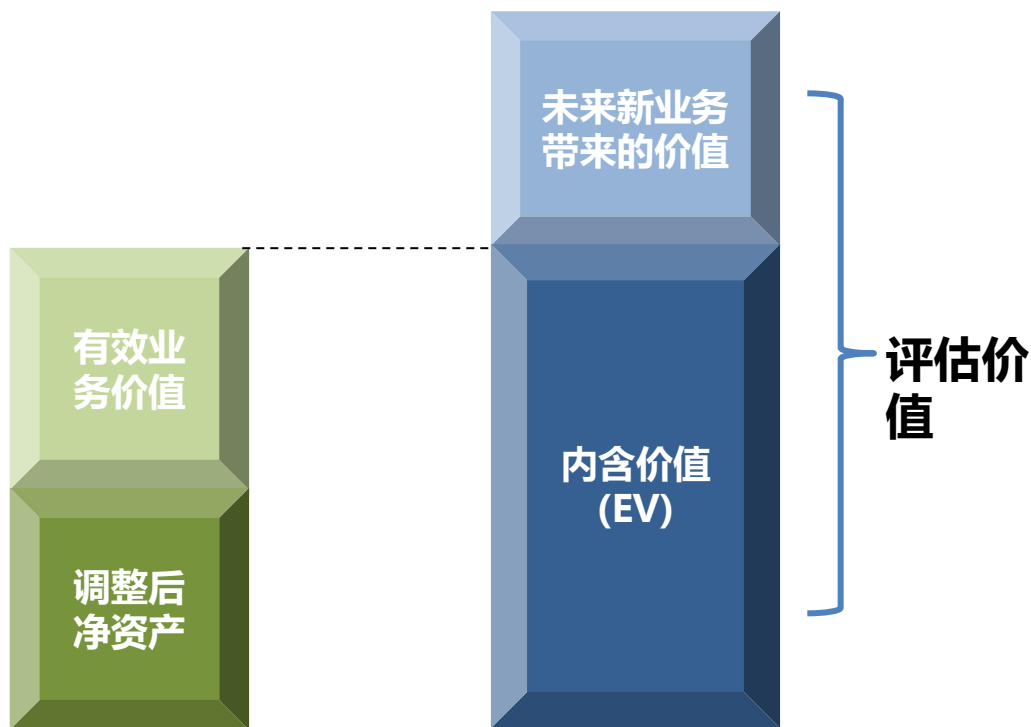 未来新业务
带来的价值
有效业
务价值
评估价
值
内含价值
(EV)
调整后
净资产